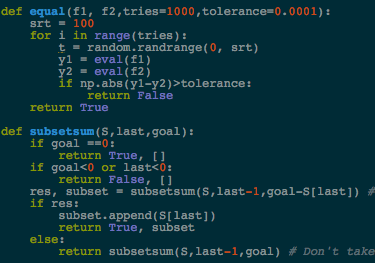 def equal(f1, f2,tries=1000,tolerance=0.0001):
    srt = 100
    for i in range(tries):
        t = random.randrange(0, srt)
        y1 = eval(f1)
        y2 = eval(f2)
        if np.abs(y1-y2)>tolerance:
            return False
    return True

def subsetsum(S,last,goal):
    if goal ==0:
        return True, []
    if goal<0 or last<0:
        return False, []
    res, subset = subsetsum(S,last-1,goal-S[last]) #
    if res:
        subset.append(S[last])
        return True, subset
    else:
        return subsetsum(S,last-1,goal) # Don't take